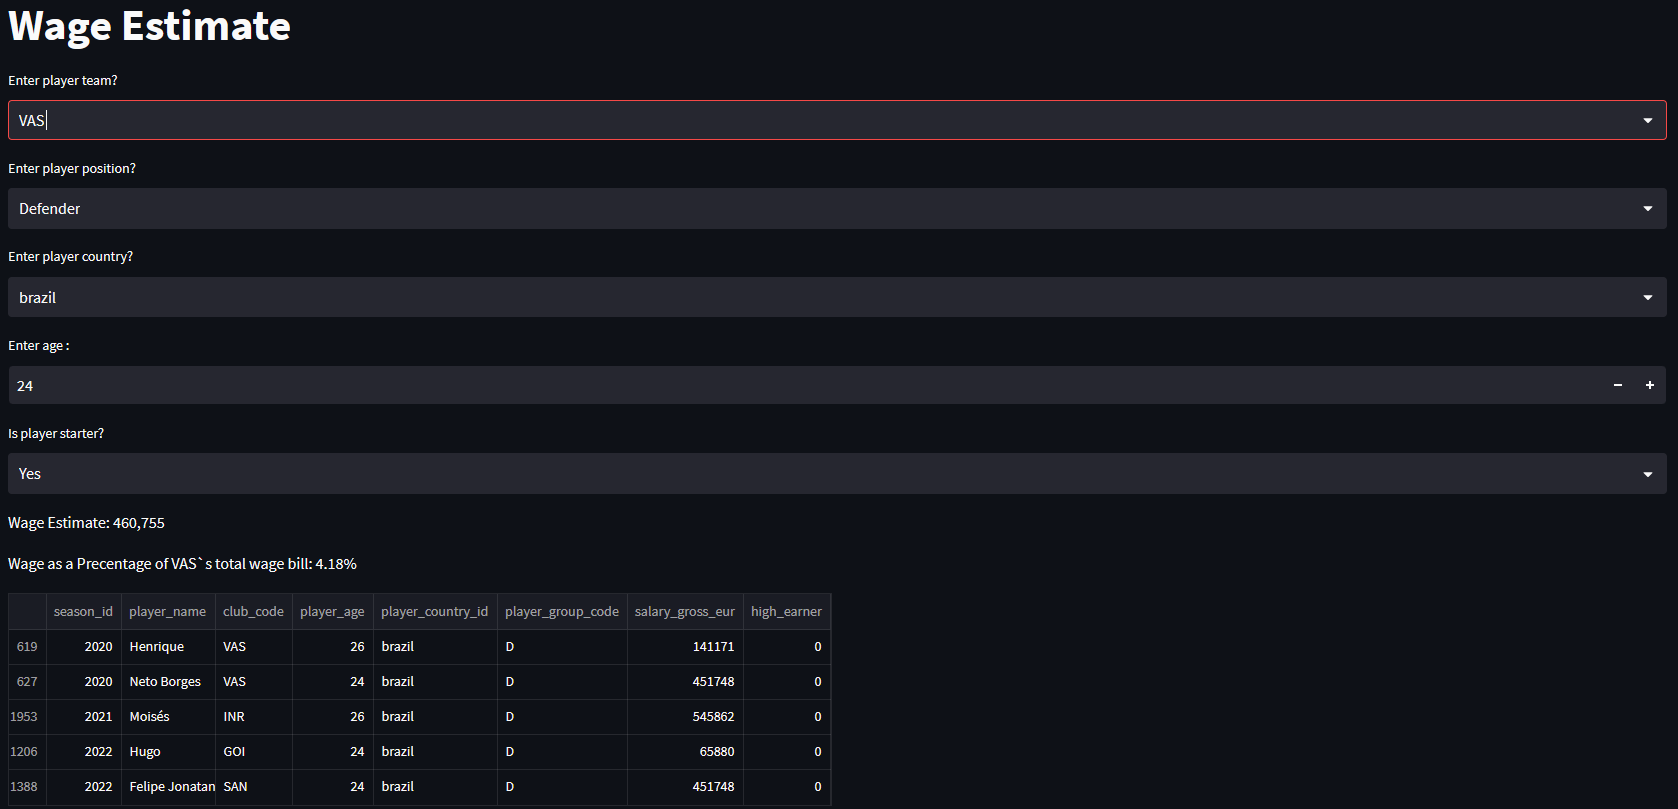 Wage Estimate
Enter player team?
VAS
Enter player position?
Defender
Enter player country?
brazil
Enter age :
24
Is player starter?
Yes
Wage Estimate: 460,755
Wage as a Precentage of VAS`s total wage bill: 4.18%
season_id player_name club_code player_age player_country_id player_group_code salary_gross_eur high_earner
619 2020 Henrique VAS 26 brazil D 141171 0
627 2020 Neto Borges VAS 24 brazil D 451748 0
1953 2021 Moisés INR 26 brazil D 545862 0
1206 2022 Hugo GOI 24 brazil D 65880 0
1388 2022 Felipe Jonatan SAN 24 brazil D 451748 0